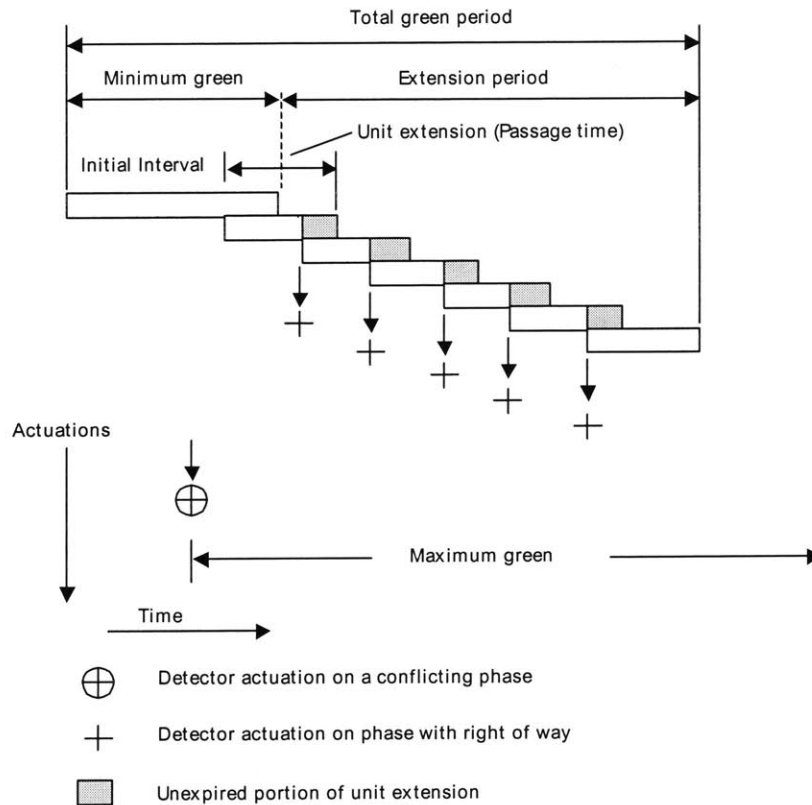 Total green period
Minimum green
Extension period
Unit extension (Passage time)
Initial Interval
Actuations
Maximum green
Time
Detector actuation on a conflicting phase
Detector actuation on phase with right of way
Unexpired portion of unit extension